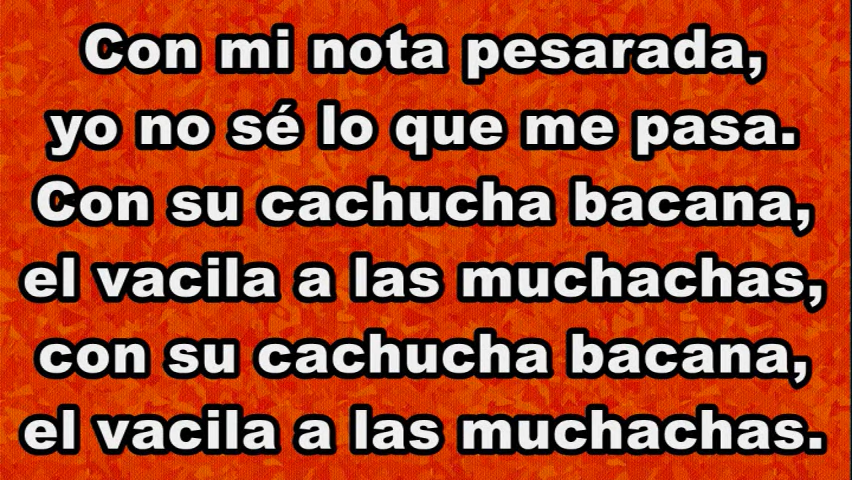 Con mi nota pesarada,
yo no sé lo que me pasa.
Con su cachucha bacana,
el vacila a las muchachas,
con su cachucha bacana,
el vacila a las muchachas.